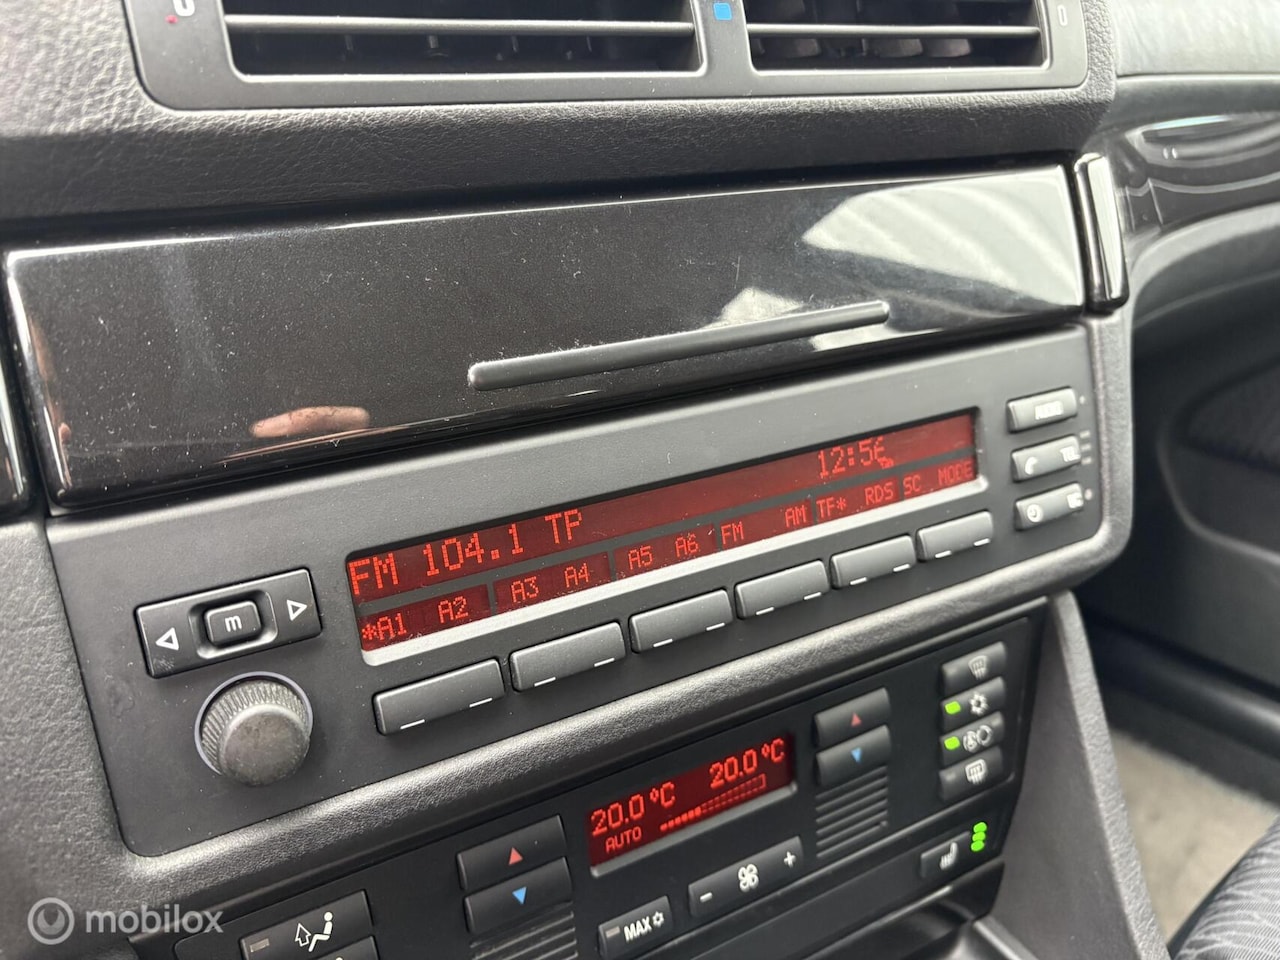 12:56
FM 104.1 TP
*A1 A2 A3 A4 A5 A6 FM AM TF* RDS SC MODE
m
TEL
20.0 °C 20.0 °C
AUTO
- +
MAX
mobilox